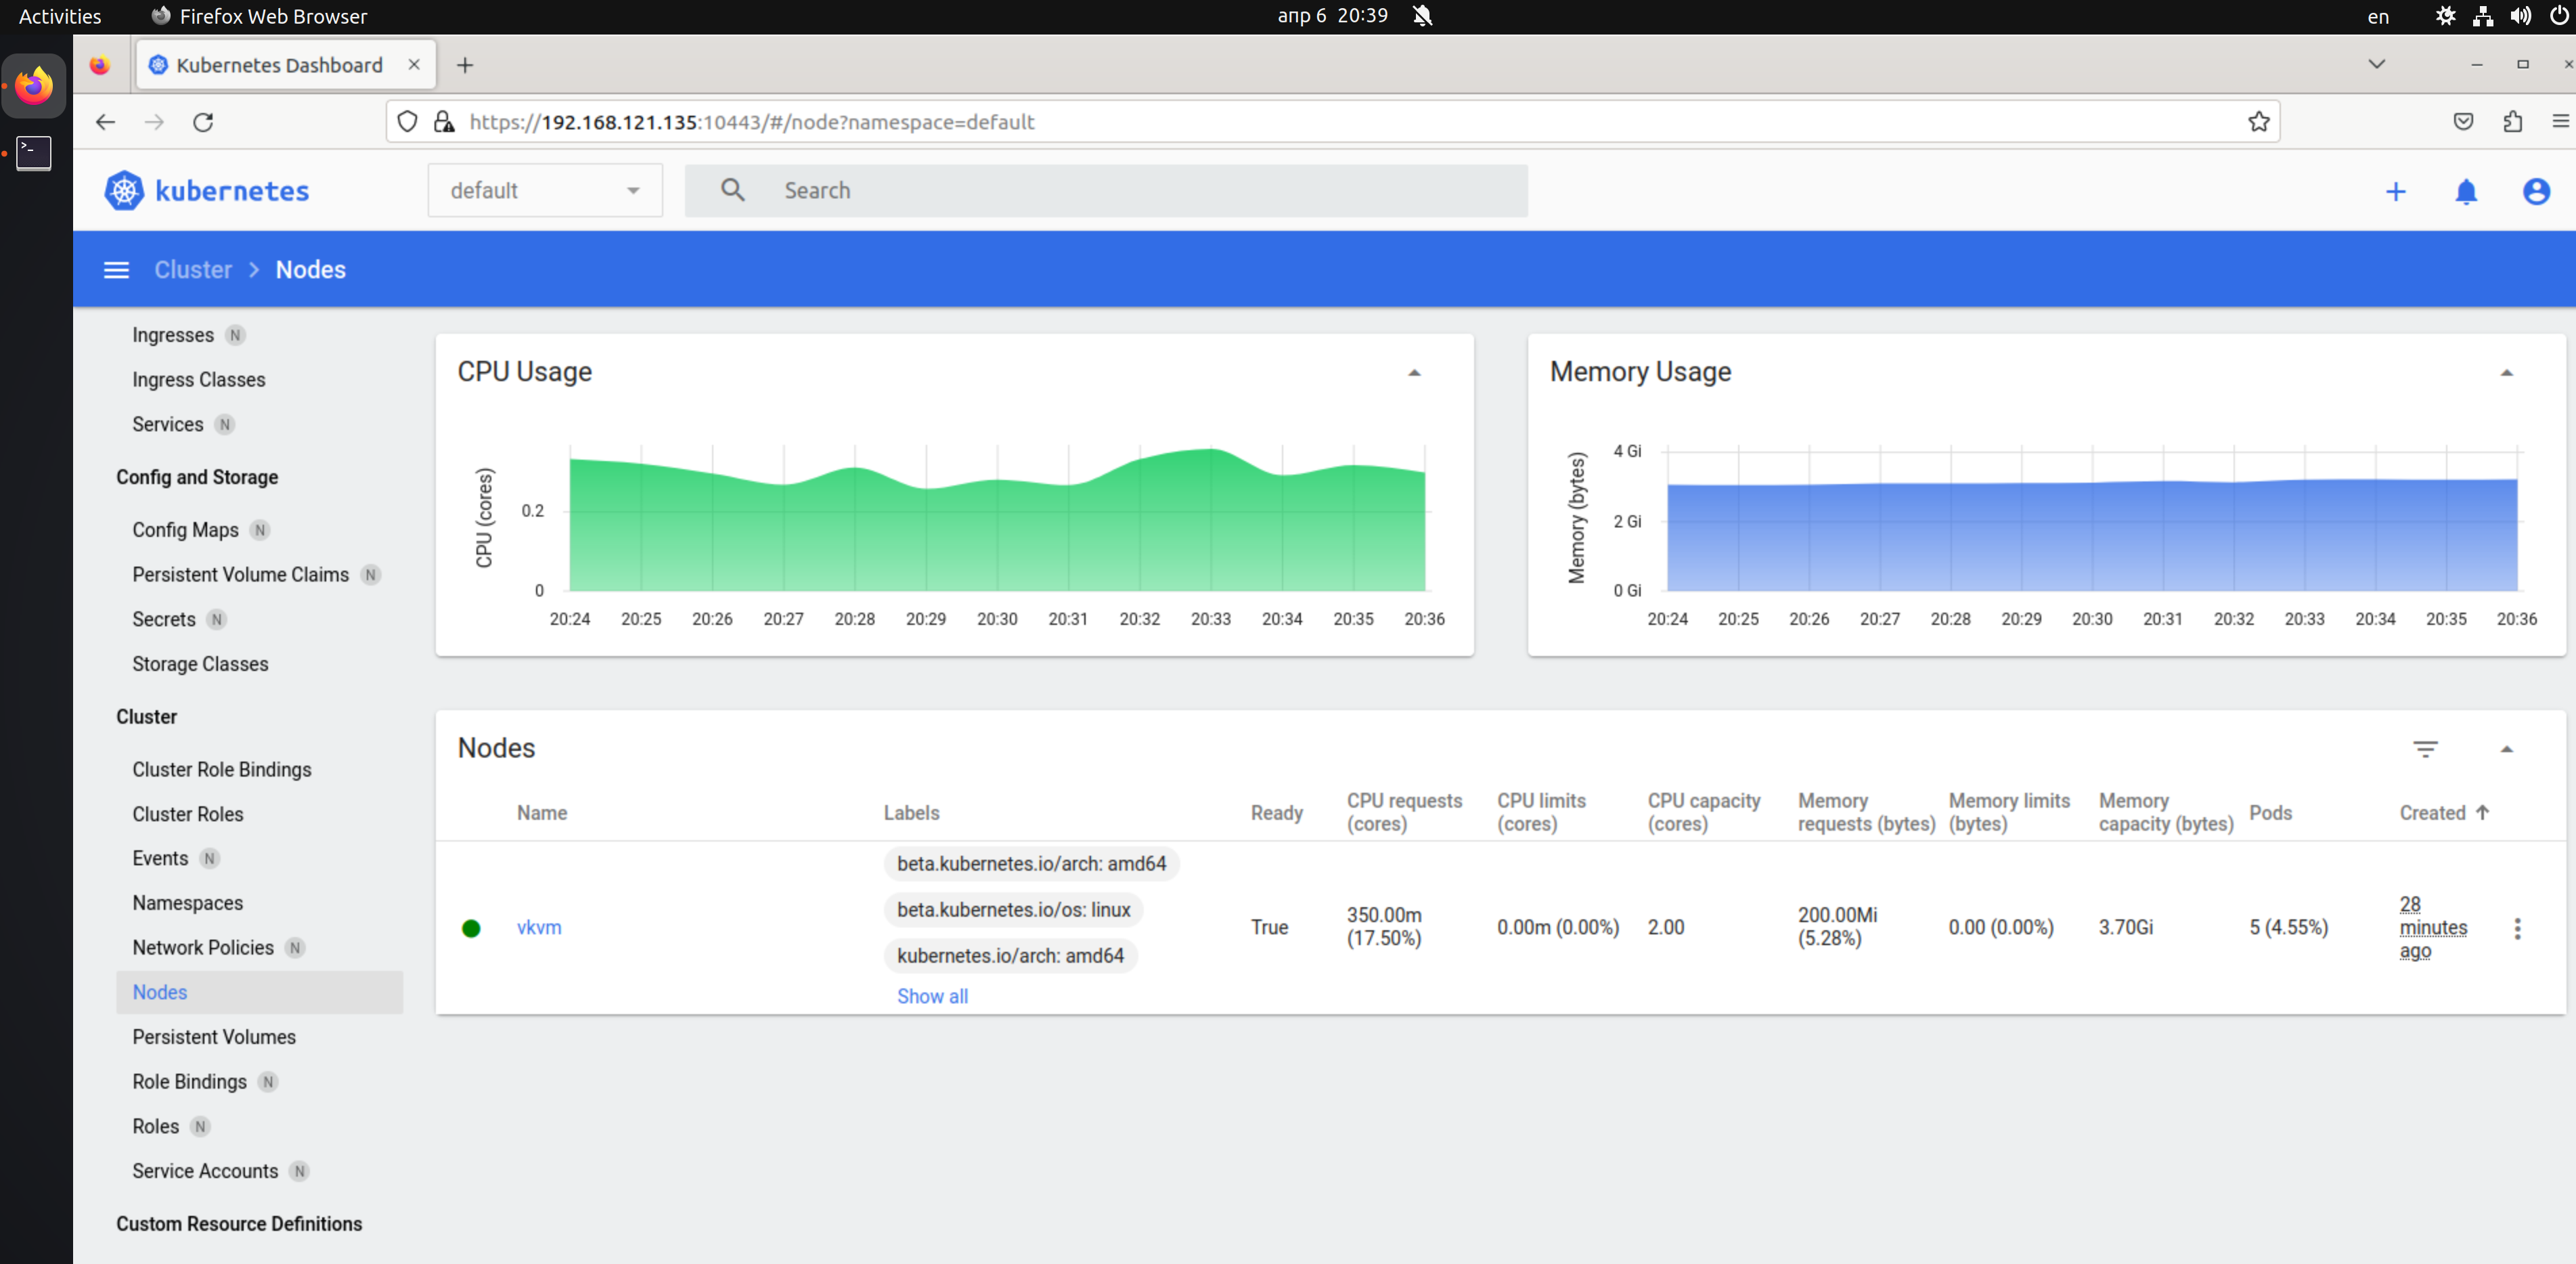 Activities
Firefox Web Browser
апр 6 20:39
en
Kubernetes Dashboard
https://192.168.121.135:10443/#/node?namespace=default
kubernetes
default
Search
Cluster > Nodes
Ingresses N
Ingress Classes
Services N
Config and Storage
Config Maps N
Persistent Volume Claims N
Secrets N
Storage Classes
Cluster
Cluster Role Bindings
Cluster Roles
Events N
Namespaces
Network Policies N
Nodes
Persistent Volumes
Role Bindings N
Roles N
Service Accounts N
Custom Resource Definitions
CPU Usage
CPU (cores)
0.2
0
20:24 20:25 20:26 20:27 20:28 20:29 20:30 20:31 20:32 20:33 20:34 20:35 20:36
Memory Usage
Memory (bytes)
4 Gi
2 Gi
0 Gi
20:24 20:25 20:26 20:27 20:28 20:29 20:30 20:31 20:32 20:33 20:34 20:35 20:36
Nodes
Name
Labels
Ready
CPU requests
(cores)
CPU limits
(cores)
CPU capacity
(cores)
Memory
requests (bytes)
Memory limits
(bytes)
Memory
capacity (bytes)
Pods
Created
vkvm
beta.kubernetes.io/arch: amd64
beta.kubernetes.io/os: linux
kubernetes.io/arch: amd64
Show all
True
350.00m
(17.50%)
0.00m (0.00%)
2.00
200.00Mi
(5.28%)
0.00 (0.00%)
3.70Gi
5 (4.55%)
28
minutes
ago